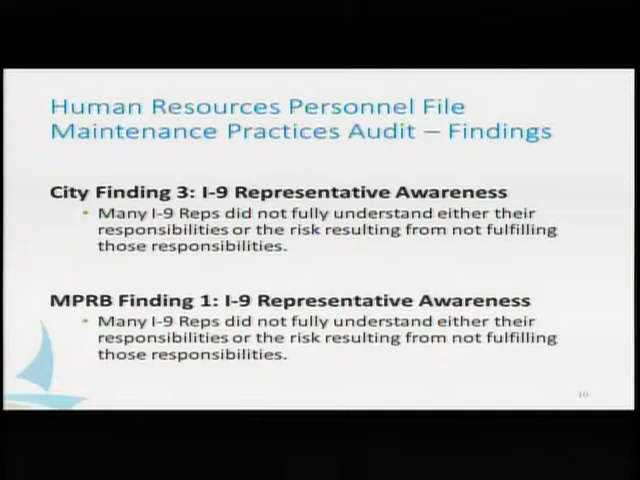 Human Resources Personnel File
Maintenance Practices Audit – Findings
City Finding 3: I-9 Representative Awareness
• Many I-9 Reps did not fully understand either their
responsibilities or the risk resulting from not fulfilling
those responsibilities.
MPRB Finding 1: I-9 Representative Awareness
• Many I-9 Reps did not fully understand either their
responsibilities or the risk resulting from not fulfilling
those responsibilities.
10